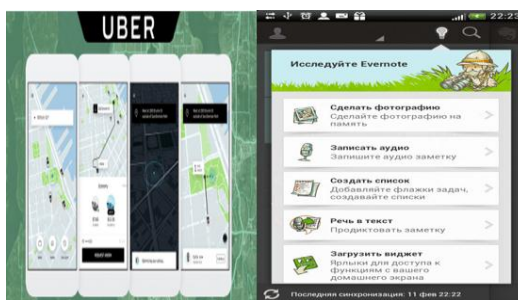 UBER
22:23
Исследуйте Evernote
Сделать фотографию
Сделайте фотографию на
память
Записать аудио
Запишите аудио заметку
Создать список
Добавляйте флажки задач,
создавайте списки
Речь в текст
Продиктовать заметку
Загрузить виджет
Ярлыки для доступа к
функциям с вашего
домашнего экрана
Последняя синхронизация: 11 фев 22:22